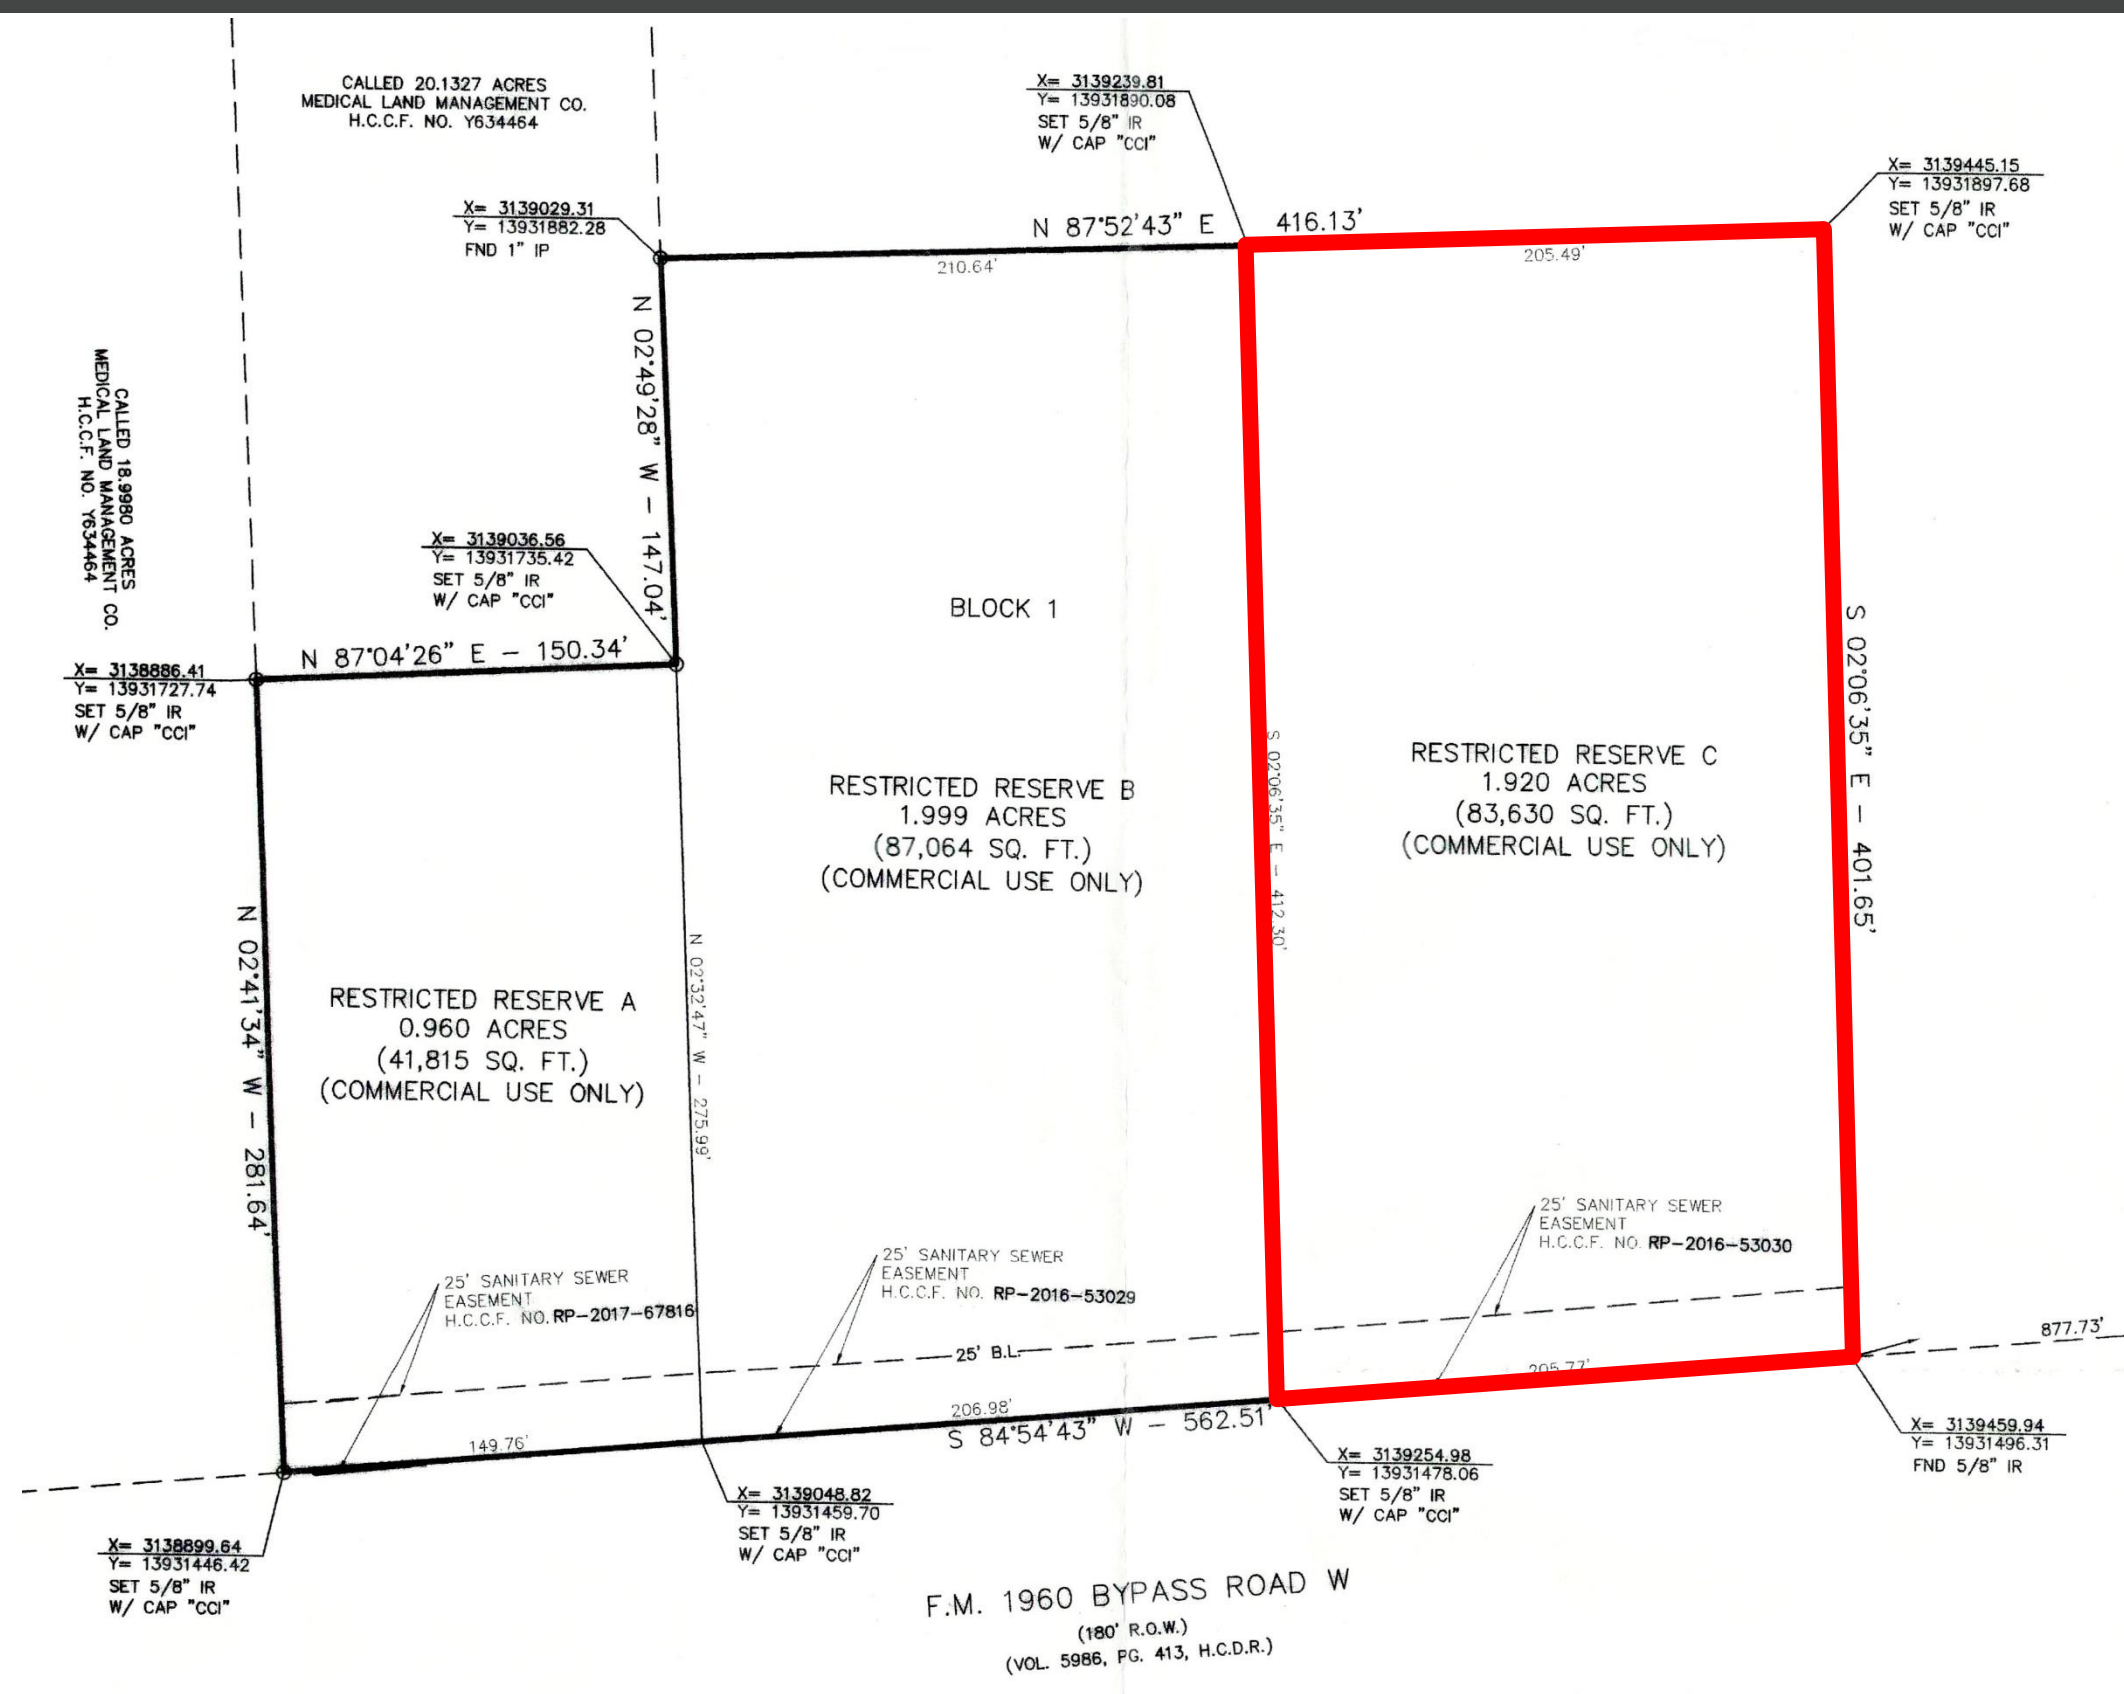 CALLED 20.1327 ACRES
MEDICAL LAND MANAGEMENT CO.
H.C.C.F. NO. Y634464
X= 3139239.81
Y= 13931890.08
SET 5/8" IR
W/ CAP "CCI"
X= 3139445.15
Y= 13931897.68
SET 5/8" IR
W/ CAP "CCI"
X= 3139029.31
Y= 13931882.28
FND 1" IP
N 87°52'43" E 416.13'
210.64'
205.49'
N 02°49'28" W - 147.04'
CALLED 18.9980 ACRES
MEDICAL LAND MANAGEMENT CO.
H.C.C.F. NO. Y634464
X= 3139036.56
Y= 13931735.42
SET 5/8" IR
W/ CAP "CCI"
BLOCK 1
N 87°04'26" E - 150.34'
X= 3138886.41
Y= 13931727.74
SET 5/8" IR
W/ CAP "CCI"
S 02°06'35" E - 401.65'
S 02°06'35" E - 412.30'
RESTRICTED RESERVE C
1.920 ACRES
(83,630 SQ. FT.)
(COMMERCIAL USE ONLY)
RESTRICTED RESERVE B
1.999 ACRES
(87,064 SQ. FT.)
(COMMERCIAL USE ONLY)
N 02°41'34" W - 281.64'
N 02°32'47" W - 275.99'
RESTRICTED RESERVE A
0.960 ACRES
(41,815 SQ. FT.)
(COMMERCIAL USE ONLY)
25' SANITARY SEWER
EASEMENT
H.C.C.F. NO. RP-2016-53030
25' SANITARY SEWER
EASEMENT
H.C.C.F. NO. RP-2016-53029
25' SANITARY SEWER
EASEMENT
H.C.C.F. NO. RP-2017-67816
25' B.L.
877.73'
205.77'
206.98'
S 84°54'43" W - 562.51'
149.76'
X= 3139459.94
Y= 13931496.31
FND 5/8" IR
X= 3139254.98
Y= 13931478.06
SET 5/8" IR
W/ CAP "CCI"
X= 3139048.82
Y= 13931459.70
SET 5/8" IR
W/ CAP "CCI"
X= 3138899.64
Y= 13931446.42
SET 5/8" IR
W/ CAP "CCI"
F.M. 1960 BYPASS ROAD W
(180' R.O.W.)
(VOL. 5986, PG. 413, H.C.D.R.)